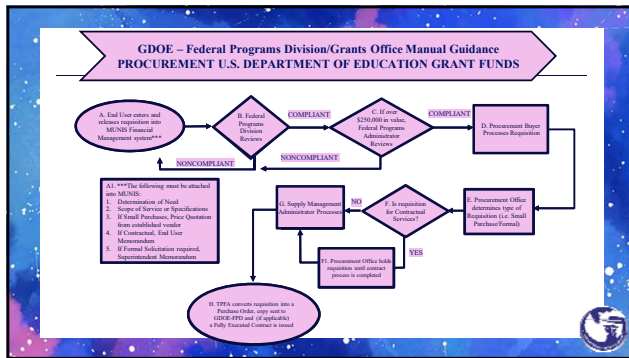 GDOE – Federal Programs Division/Grants Office Manual Guidance
PROCUREMENT U.S. DEPARTMENT OF EDUCATION GRANT FUNDS
A. End User enters and
releases requisition into
MUNIS Financial
Management system***
B. Federal
Programs
Division
Reviews
COMPLIANT
C. If over
$250,000 in value,
Federal Programs
Administrator
Reviews
COMPLIANT
D. Procurement Buyer
Processes Requisition
NONCOMPLIANT
NONCOMPLIANT
A1. ***The following must be attached
into MUNIS:
1. Determination of Need
2. Scope of Service or Specifications
3. If Small Purchases, Price Quotation
from established vendor
4. If Contractual, End User
Memorandum
5. If Formal Solicitation required,
Superintendent Memorandum
G. Supply Management
Administrator Processes
NO
F. Is requisition
for Contractual
Services?
E. Procurement Office
determines type of
Requisition (i.e. Small
Purchase/Formal)
YES
F1. Procurement Office holds
requisition until contract
process is completed
H. TPFA converts requisition into a
Purchase Order, copy sent to
GDOE-FPD and (if applicable)
a Fully Executed Contract is issued